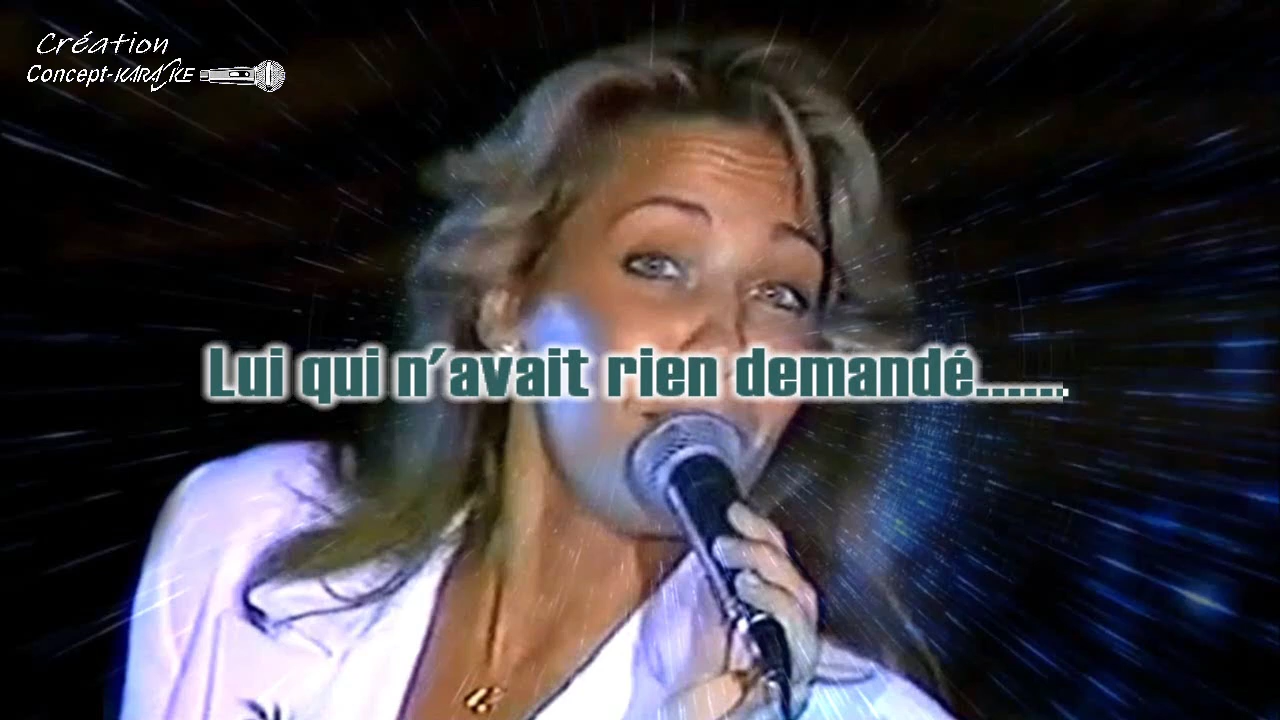 Création
Concept-KARAOKE
Lui qui n'avait rien demandé......